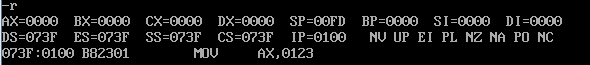 -r
AX=0000  BX=0000  CX=0000  DX=0000  SP=00FD  BP=0000  SI=0000  DI=0000
DS=073F  ES=073F  SS=073F  CS=073F  IP=0100   NV UP EI PL NZ NA PO NC
073F:0100 B82301        MOV     AX,0123